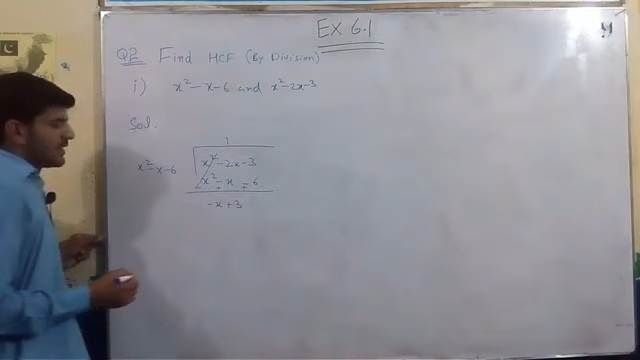 EX 6.1
Q2 Find HCF (By Division)
i) x² - x - 6 and x² - 2x - 3
Sol.
1
x² - x - 6 x² - 2x - 3
x² - x - 6
- + +
- x + 3